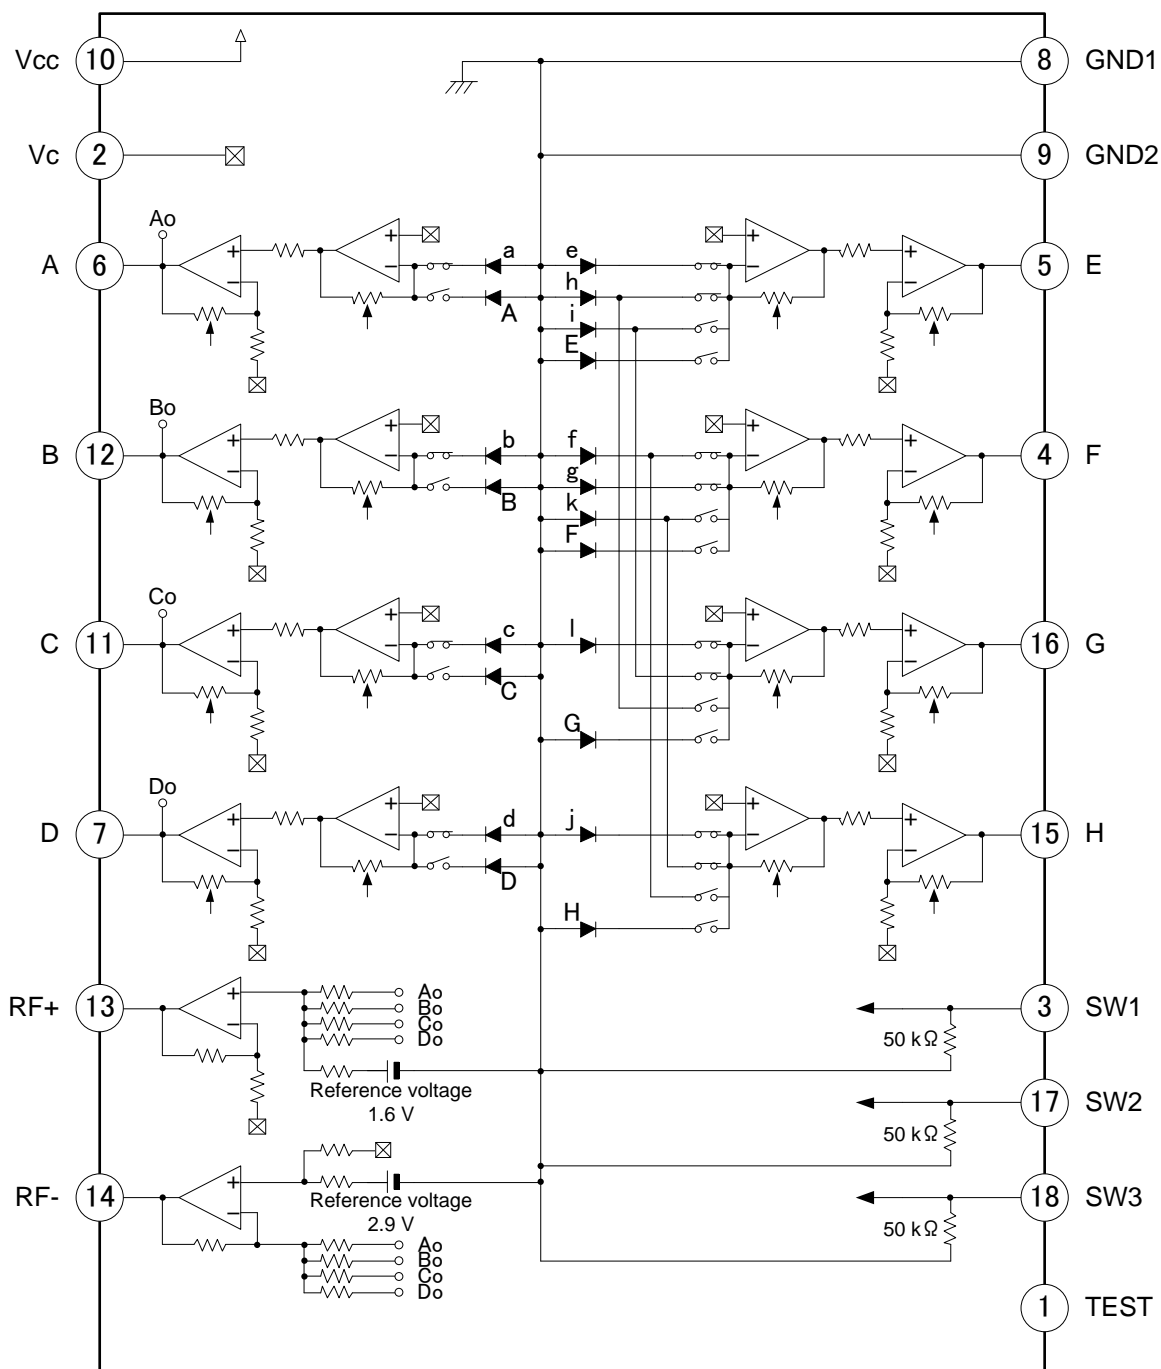 Vcc 10 8 GND1
Vc 2 9 GND2
Ao
A 6 + − + a e + − + − 5 E
A h
i
E
Bo
B 12 + − + b f + − + − 4 F
B g
k
F
Co
C 11 + − + c l + − + − 16 G
C
G
Do
D 7 + − + d j + − + − 15 H
D
H
RF+ 13 + − Ao 3 SW1
Bo
Co
Do
50 kΩ
Reference voltage
1.6 V
17 SW2
50 kΩ
RF- 14 + − 18 SW3
Reference voltage
2.9 V
50 kΩ
Ao
Bo
Co
Do
1 TEST